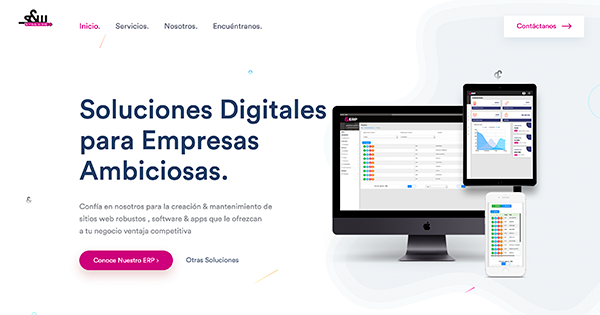 s&w
Inicio.
Servicios.
Nosotros.
Encuéntranos.
Contáctanos
Soluciones Digitales
para Empresas
Ambiciosas.
Confía en nosotros para la creación & mantenimiento de
sitios web robustos , software & apps que le ofrezcan
a tu negocio ventaja competitiva
Conoce Nuestro ERP ›
Otras Soluciones
ERP
ERP